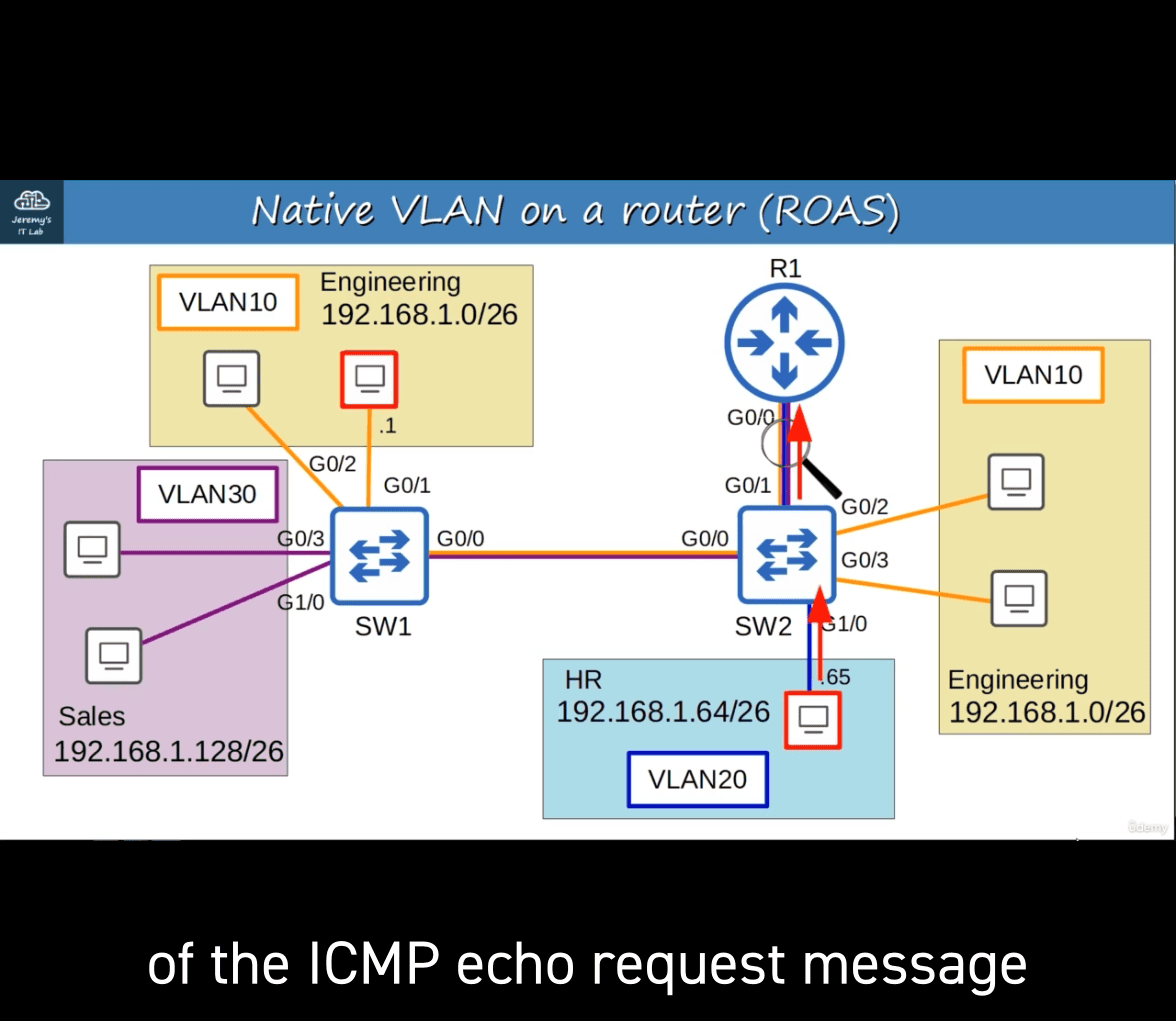 Jeremy's
IT Lab
Native VLAN on a router (ROAS)
VLAN10
Engineering
192.168.1.0/26
.1
G0/2
G0/1
VLAN30
G0/3
G1/0
Sales
192.168.1.128/26
SW1
G0/0
R1
G0/0
G0/1
G0/0
G0/2
G0/3
SW2
G1/0
HR
192.168.1.64/26
.65
VLAN20
VLAN10
Engineering
192.168.1.0/26
Udemy
of the ICMP echo request message